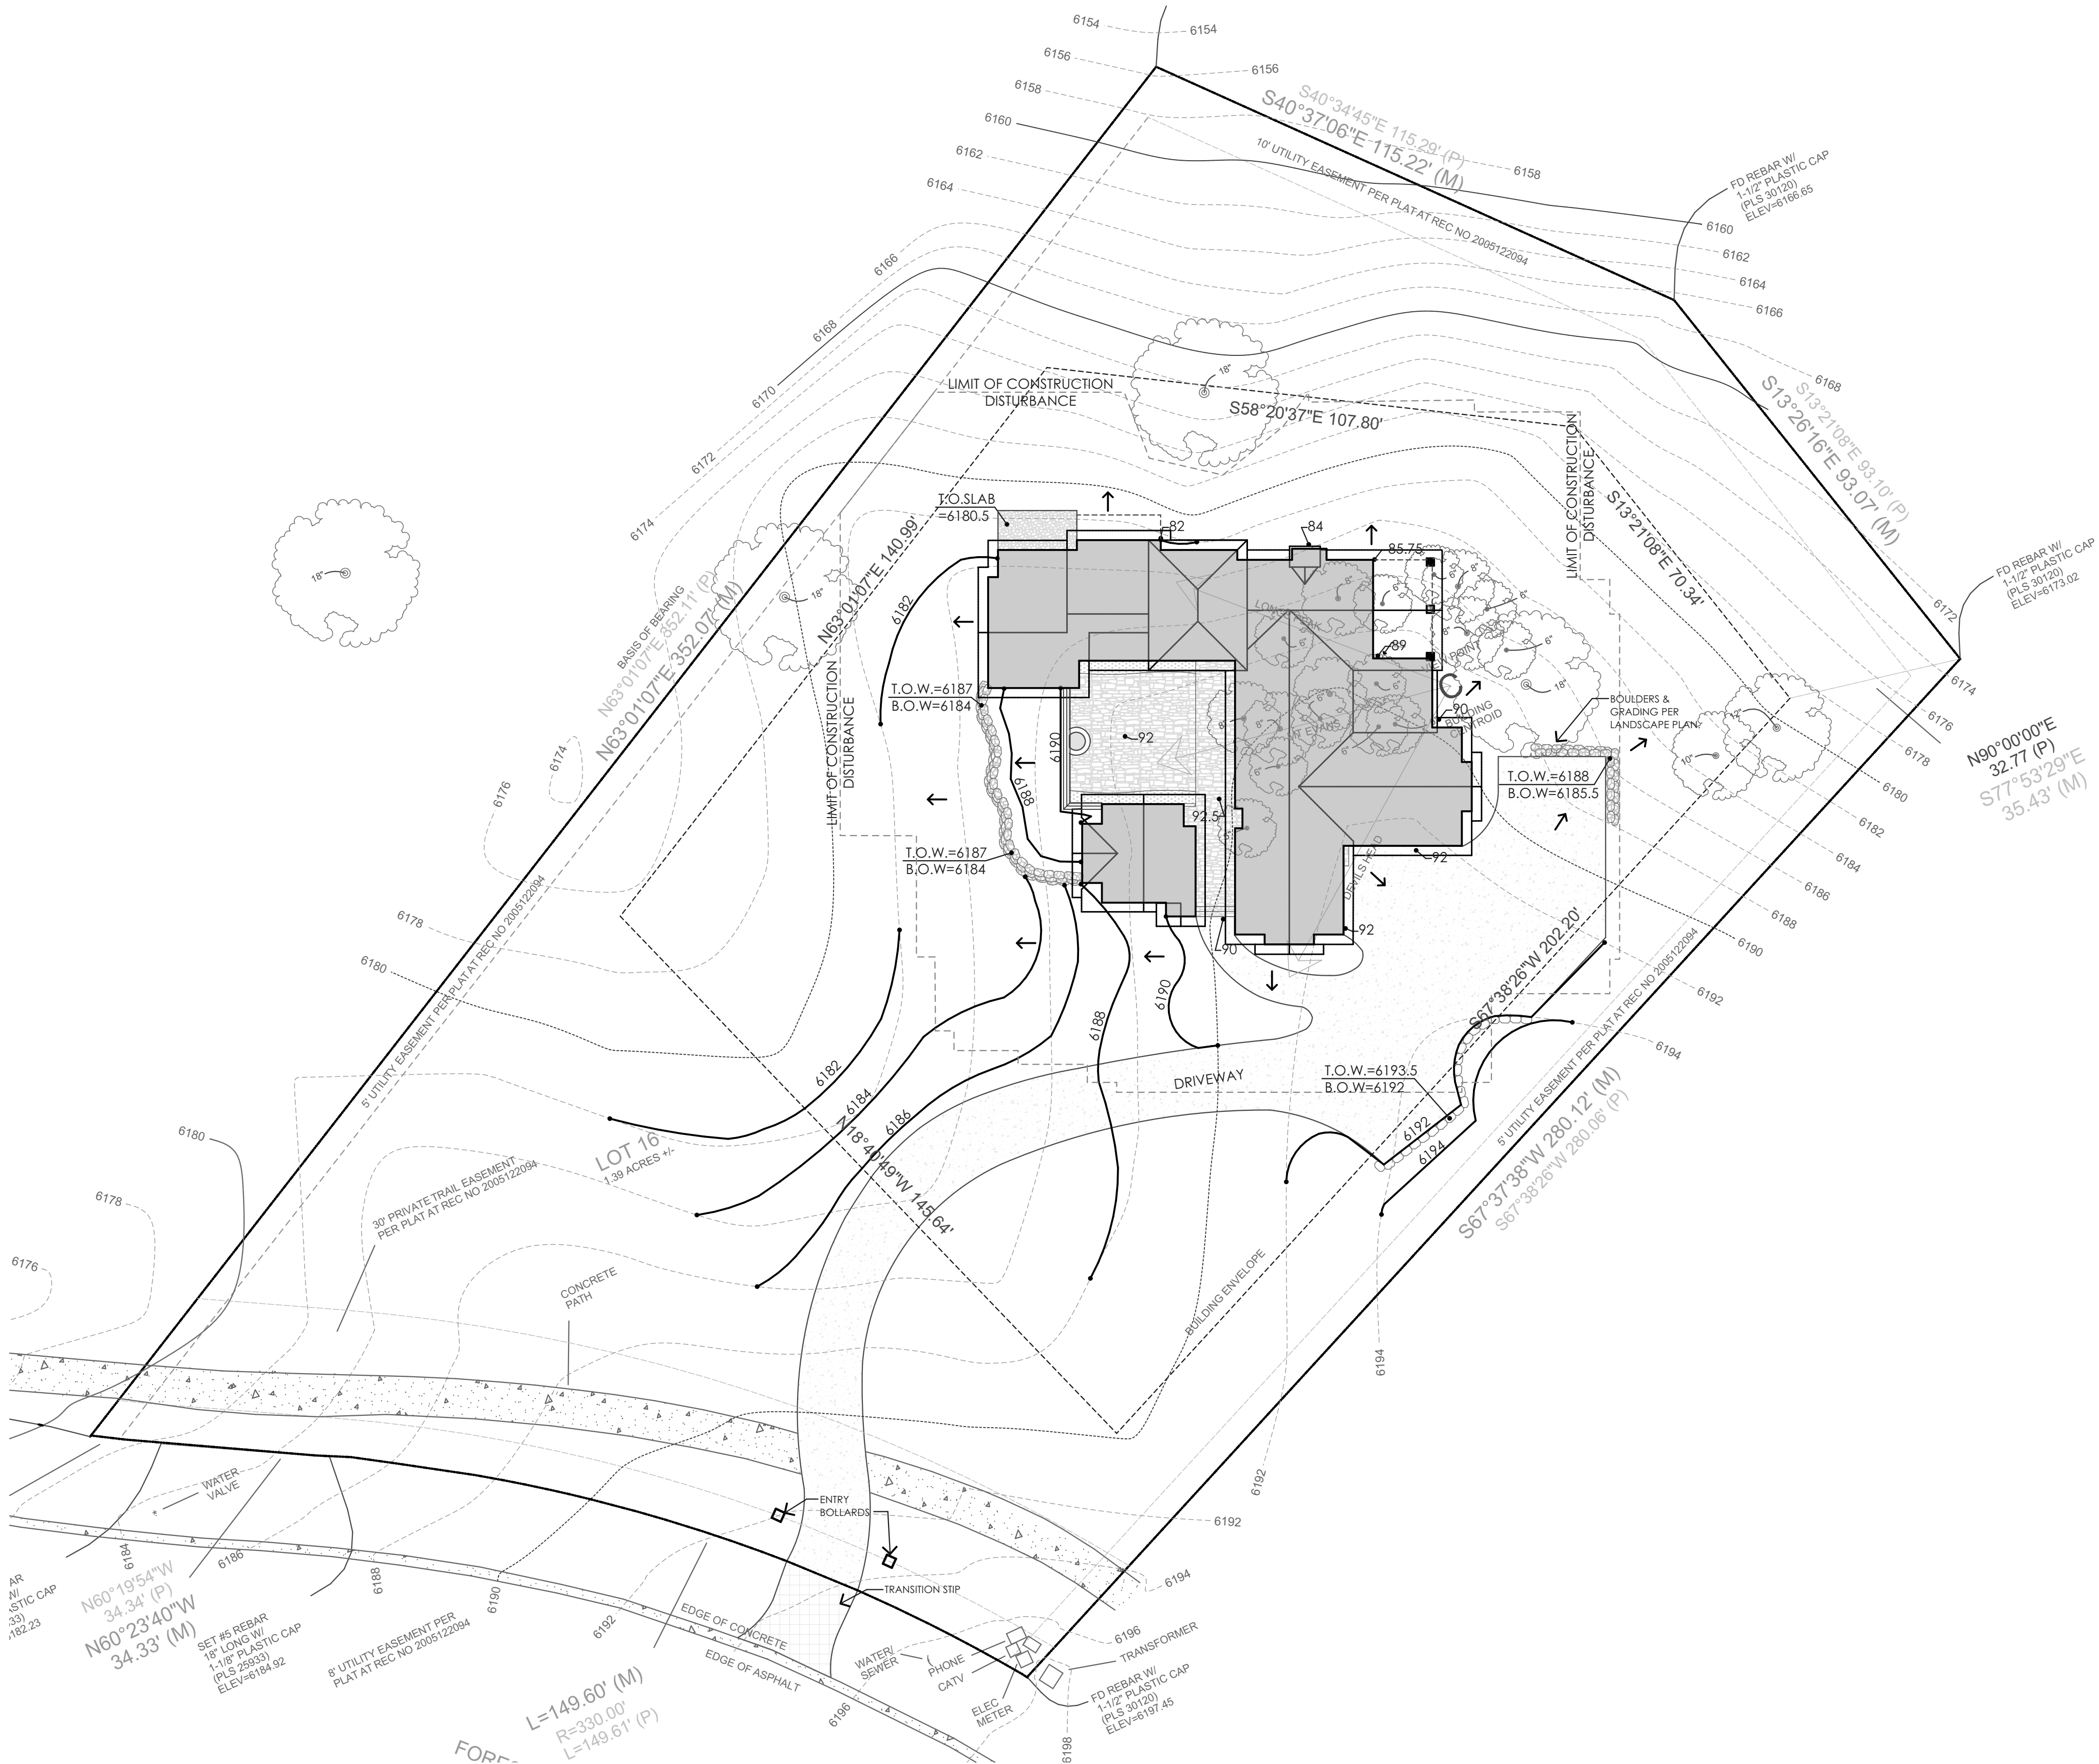 6154
6154
6156
6156
6158
6158
6160
6160
6162
6162
6164
6164
6166
6166
6168
6168
6170
6172
6172
6174
6174
S40°34'45"E 115.29' (P)
S40°37'06"E 115.22' (M)
10' UTILITY EASEMENT PER PLAT AT REC NO 2005122094
FD REBAR W/
1-1/2" PLASTIC CAP
(PLS 30120)
ELEV=6166.65
S13°21'08"E 93.10' (P)
S13°26'16"E 93.07' (M)
FD REBAR W/
1-1/2" PLASTIC CAP
(PLS 30120)
ELEV=6173.02
LIMIT OF CONSTRUCTION
DISTURBANCE
18"
S58°20'37"E 107.80'
LIMIT OF CONSTRUCTION
DISTURBANCE
S13°21'08"E 70.34'
T.O.SLAB
=6180.5
82
84
85.75
89
18"
18"
BASIS OF BEARING
N63°01'07"E 352.11' (P)
N63°01'07"E 352.07' (M)
N63°01'07"E 140.99'
6182
LIMIT OF CONSTRUCTION
DISTURBANCE
T.O.W.=6187
B.O.W=6184
6190
6188
92
92.5
90
BUILDING
8"
6"
18"
12"
10"
BOULDERS &
GRADING PER
LANDSCAPE PLAN.
T.O.W.=6188
B.O.W=6185.5
6176
6178
6180
6182
6184
6186
6188
6190
6192
6194
N90°00'00"E
32.77 (P)
S77°53'29"E
35.43' (M)
6174
6176
6178
6180
T.O.W.=6187
B.O.W=6184
DEVILS HEAD
92
92
90
6190
6188
S67°38'26"W 202.20'
5' UTILITY EASEMENT PER PLAT AT REC NO 2005122094
5' UTILITY EASEMENT PER PLAT AT REC NO 2005122094
S67°37'38"W 280.12' (M)
S67°38'26"W 280.06' (P)
DRIVEWAY
T.O.W.=6193.5
B.O.W=6192
6192
6194
6182
6184
6186
N18°40'49"W 145.64'
LOT 16
1.39 ACRES +/-
30' PRIVATE TRAIL EASEMENT
PER PLAT AT REC NO 2005122094
6180
6178
6176
CONCRETE
PATH
BUILDING ENVELOPE
6194
6192
6192
6194
6196
6198
WATER
VALVE
ENTRY
BOLLARDS
TRANSITION STIP
EDGE OF CONCRETE
EDGE OF ASPHALT
6184
6186
6188
6190
6192
6196
N60°19'54"W
34.34' (P)
N60°23'40"W
34.33' (M)
SET #5 REBAR
18" LONG W/
1-1/8" PLASTIC CAP
(PLS 25933)
ELEV=6184.92
8' UTILITY EASEMENT PER
PLAT AT REC NO 2005122094
L=149.60' (M)
R=330.00'
L=149.61' (P)
WATER/
SEWER
PHONE
CATV
ELEC
METER
TRANSFORMER
FD REBAR W/
1-1/2" PLASTIC CAP
(PLS 30120)
ELEV=6197.45